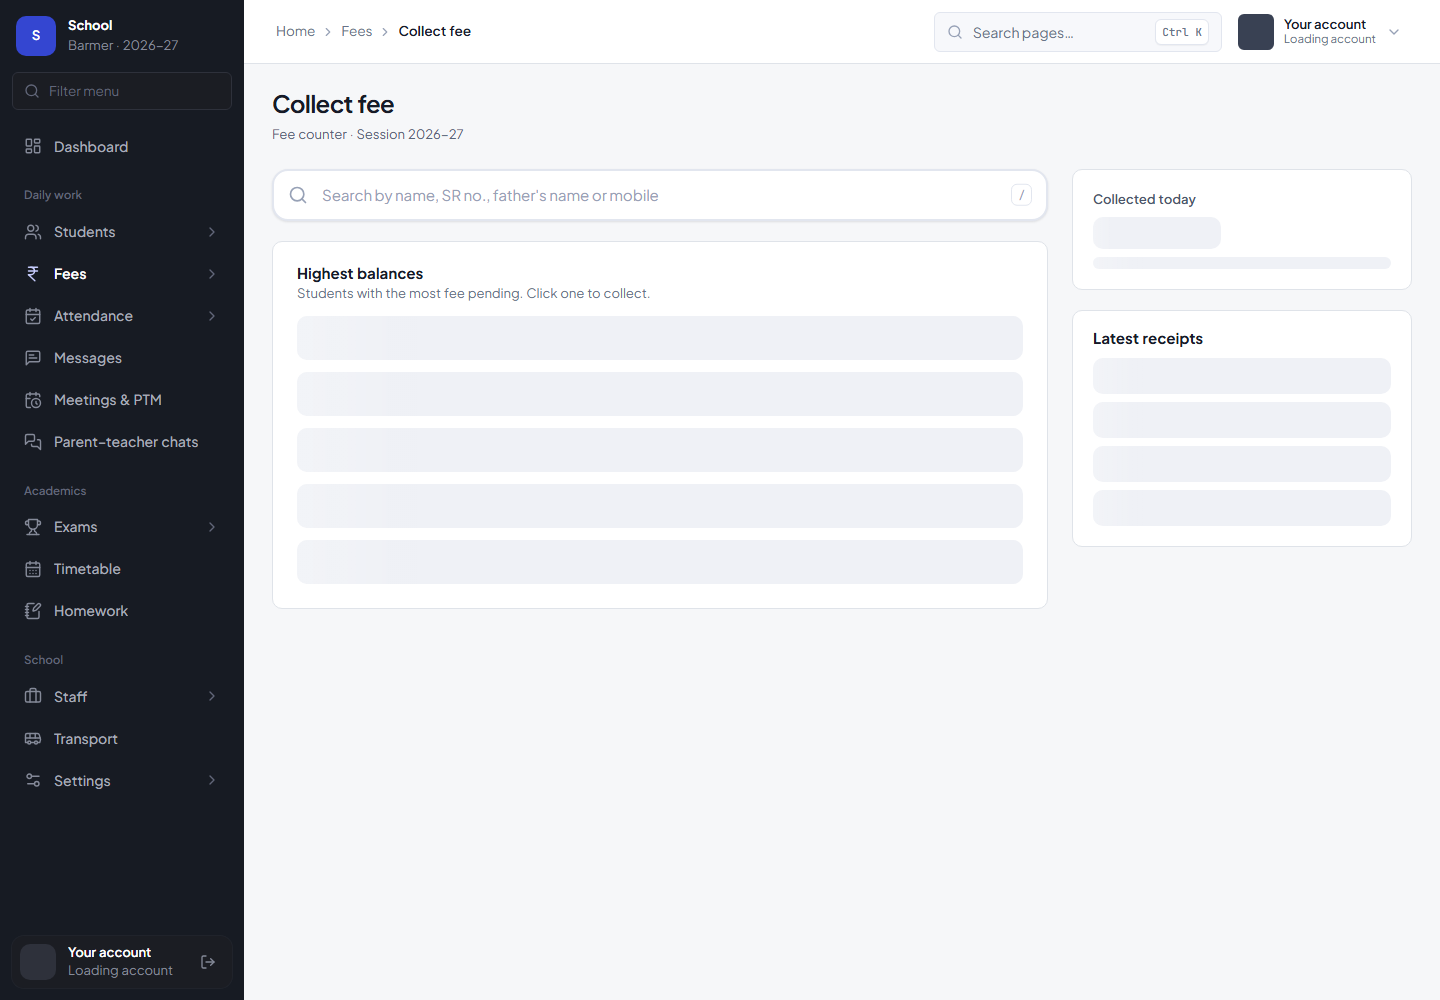 S
School
Barmer · 2026–27
Filter menu
Dashboard
Daily work
Students
Fees
Attendance
Messages
Meetings & PTM
Parent–teacher chats
Academics
Exams
Timetable
Homework
School
Staff
Transport
Settings
Your account
Loading account
Home
Fees
Collect fee
Search pages…
Ctrl K
Your account
Loading account
Collect fee
Fee counter · Session 2026–27
Search by name, SR no., father's name or mobile
/
Highest balances
Students with the most fee pending. Click one to collect.
Collected today
Latest receipts